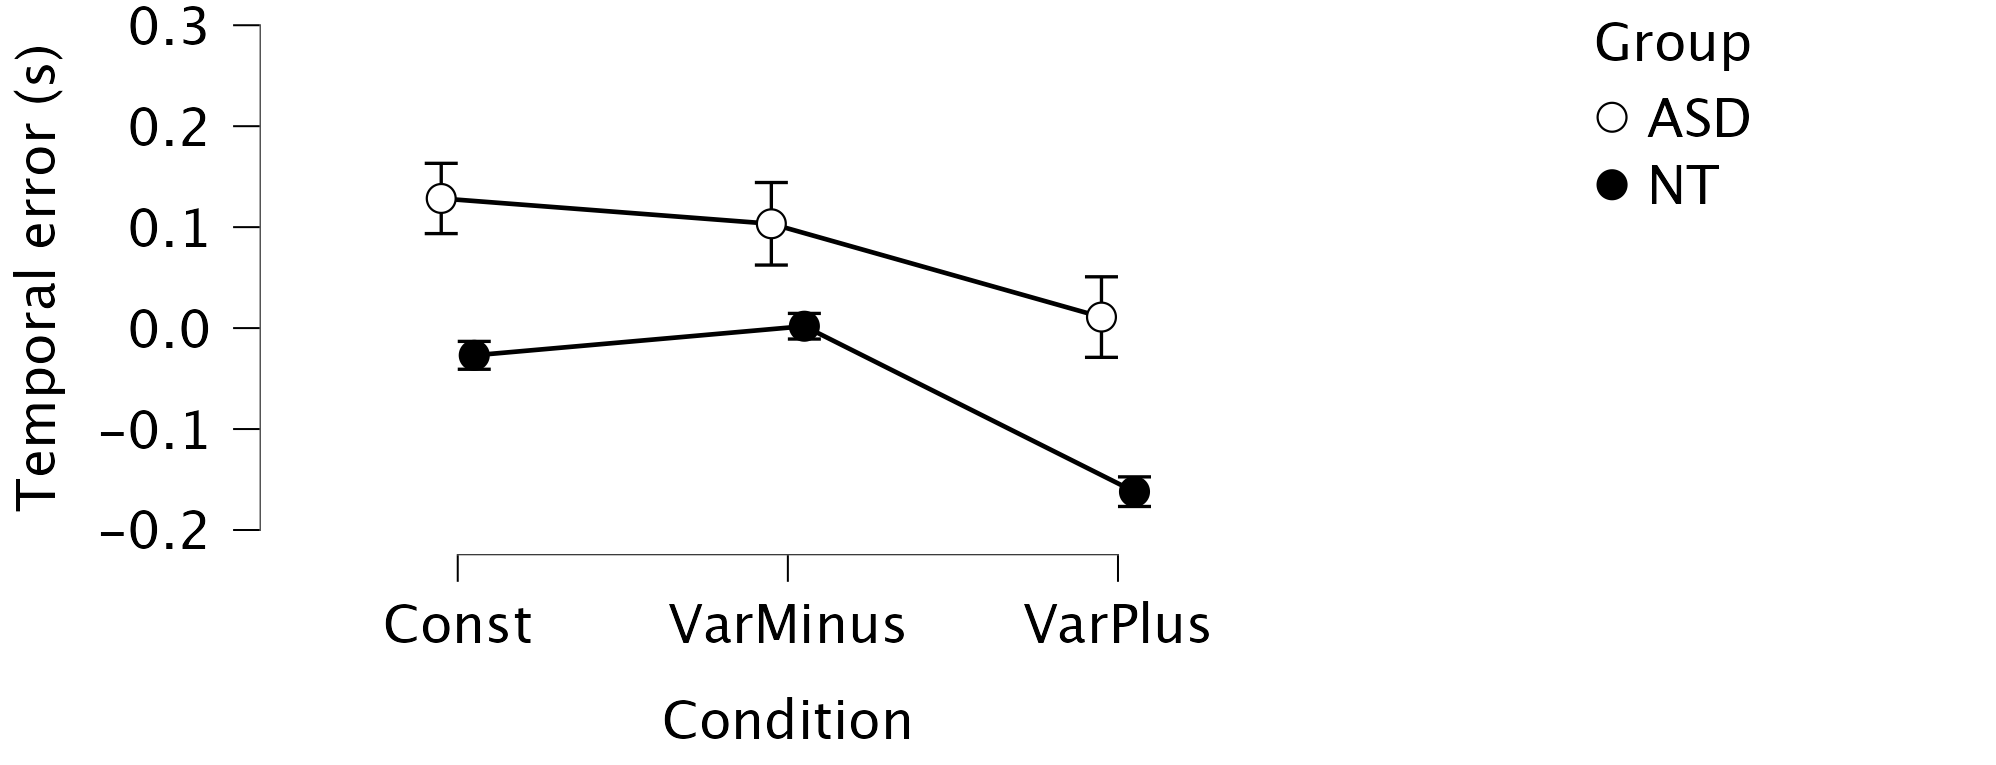 Temporal error (s)
0.3
0.2
0.1
0.0
−0.1
−0.2
Const VarMinus VarPlus
Condition
Group
ASD
NT